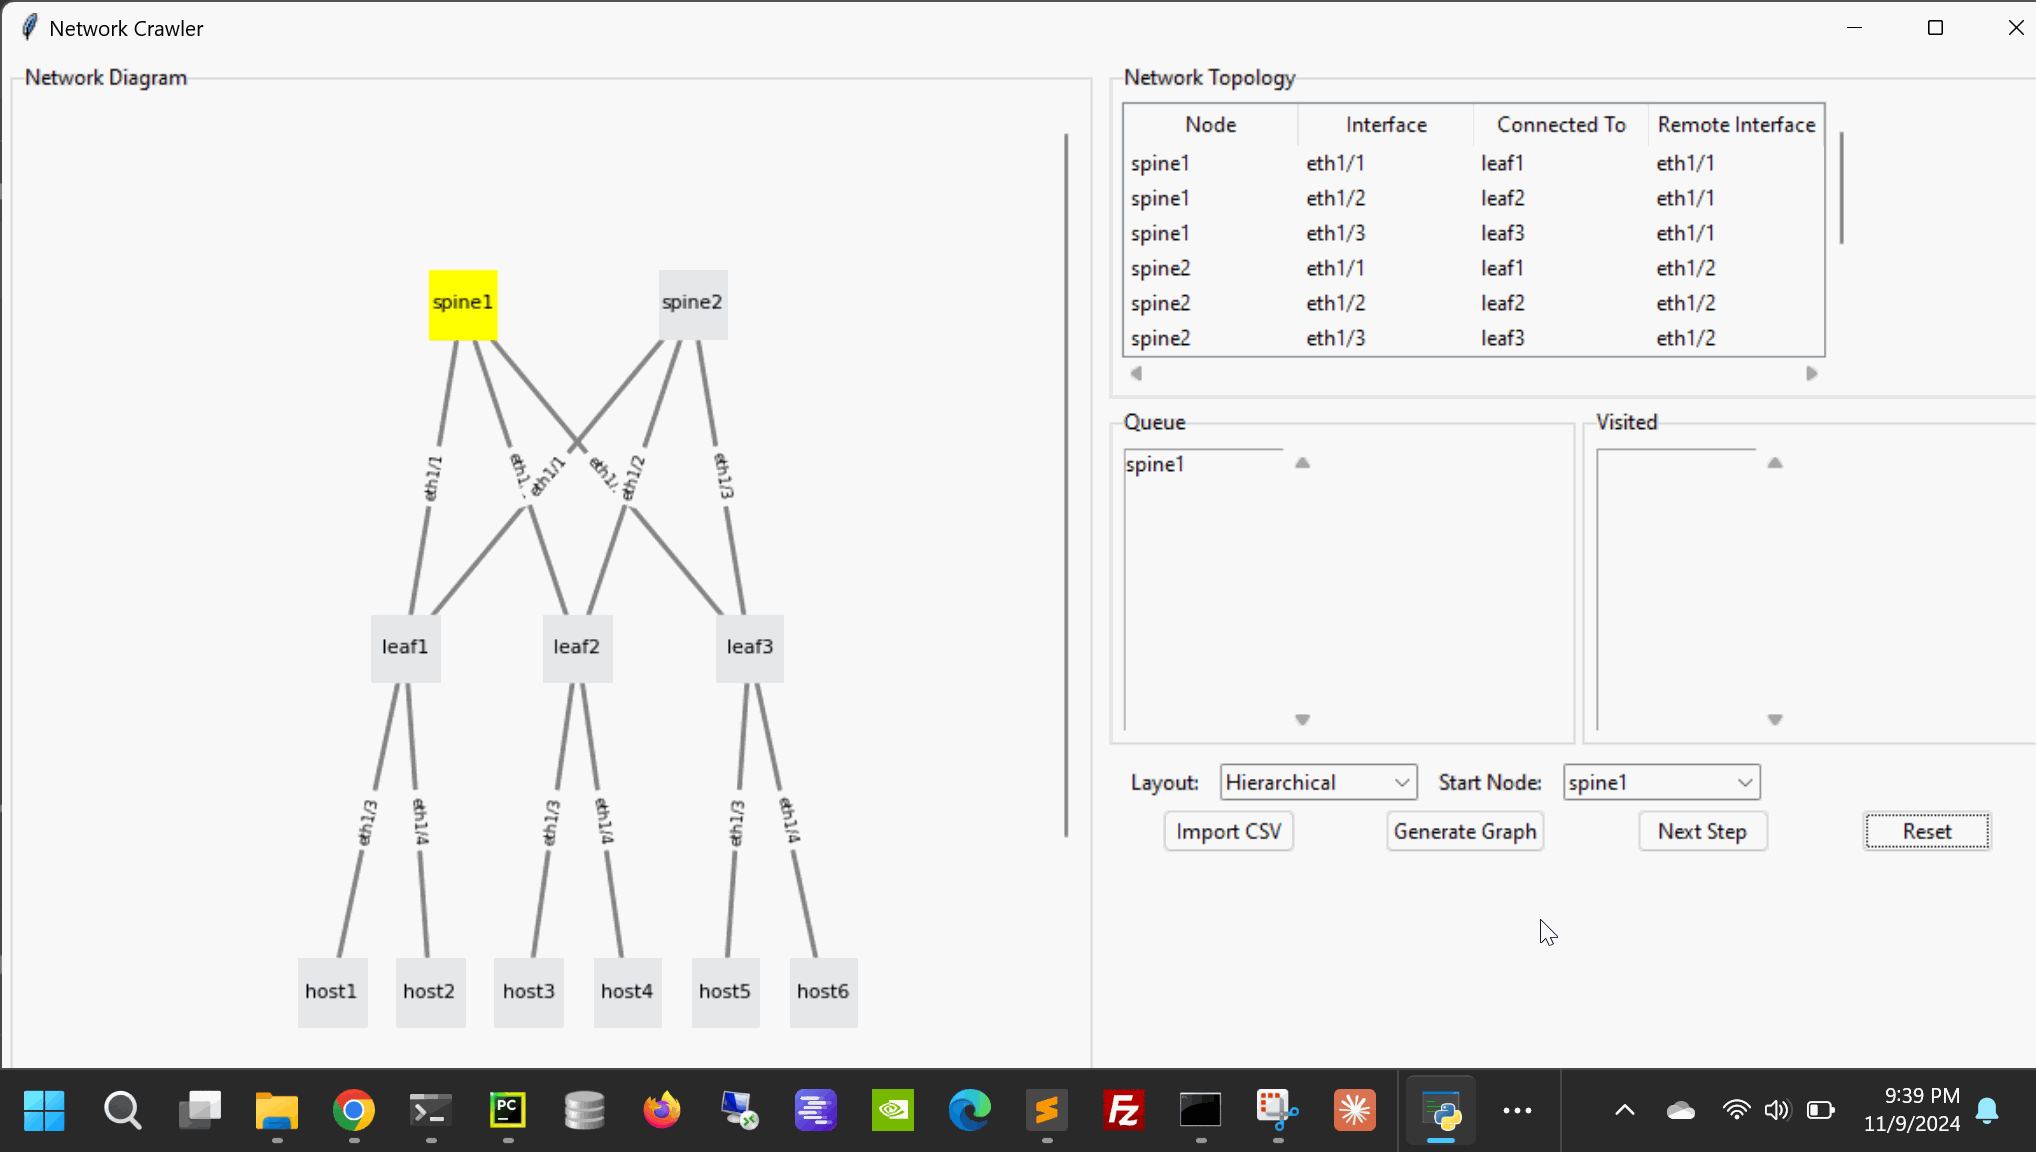 Network Crawler
Network Diagram
spine1
spine2
eth1/1
eth1/1
eth1/2
eth1/3
leaf1
leaf2
leaf3
eth1/3
eth1/4
eth1/3
eth1/4
eth1/3
eth1/4
host1
host2
host3
host4
host5
host6
Network Topology
Node Interface Connected To Remote Interface
spine1 eth1/1 leaf1 eth1/1
spine1 eth1/2 leaf2 eth1/1
spine1 eth1/3 leaf3 eth1/1
spine2 eth1/1 leaf1 eth1/2
spine2 eth1/2 leaf2 eth1/2
spine2 eth1/3 leaf3 eth1/2
Queue
spine1
Visited
Layout: Hierarchical Start Node: spine1
Import CSV Generate Graph Next Step Reset
PC
Fz
9:39 PM
11/9/2024